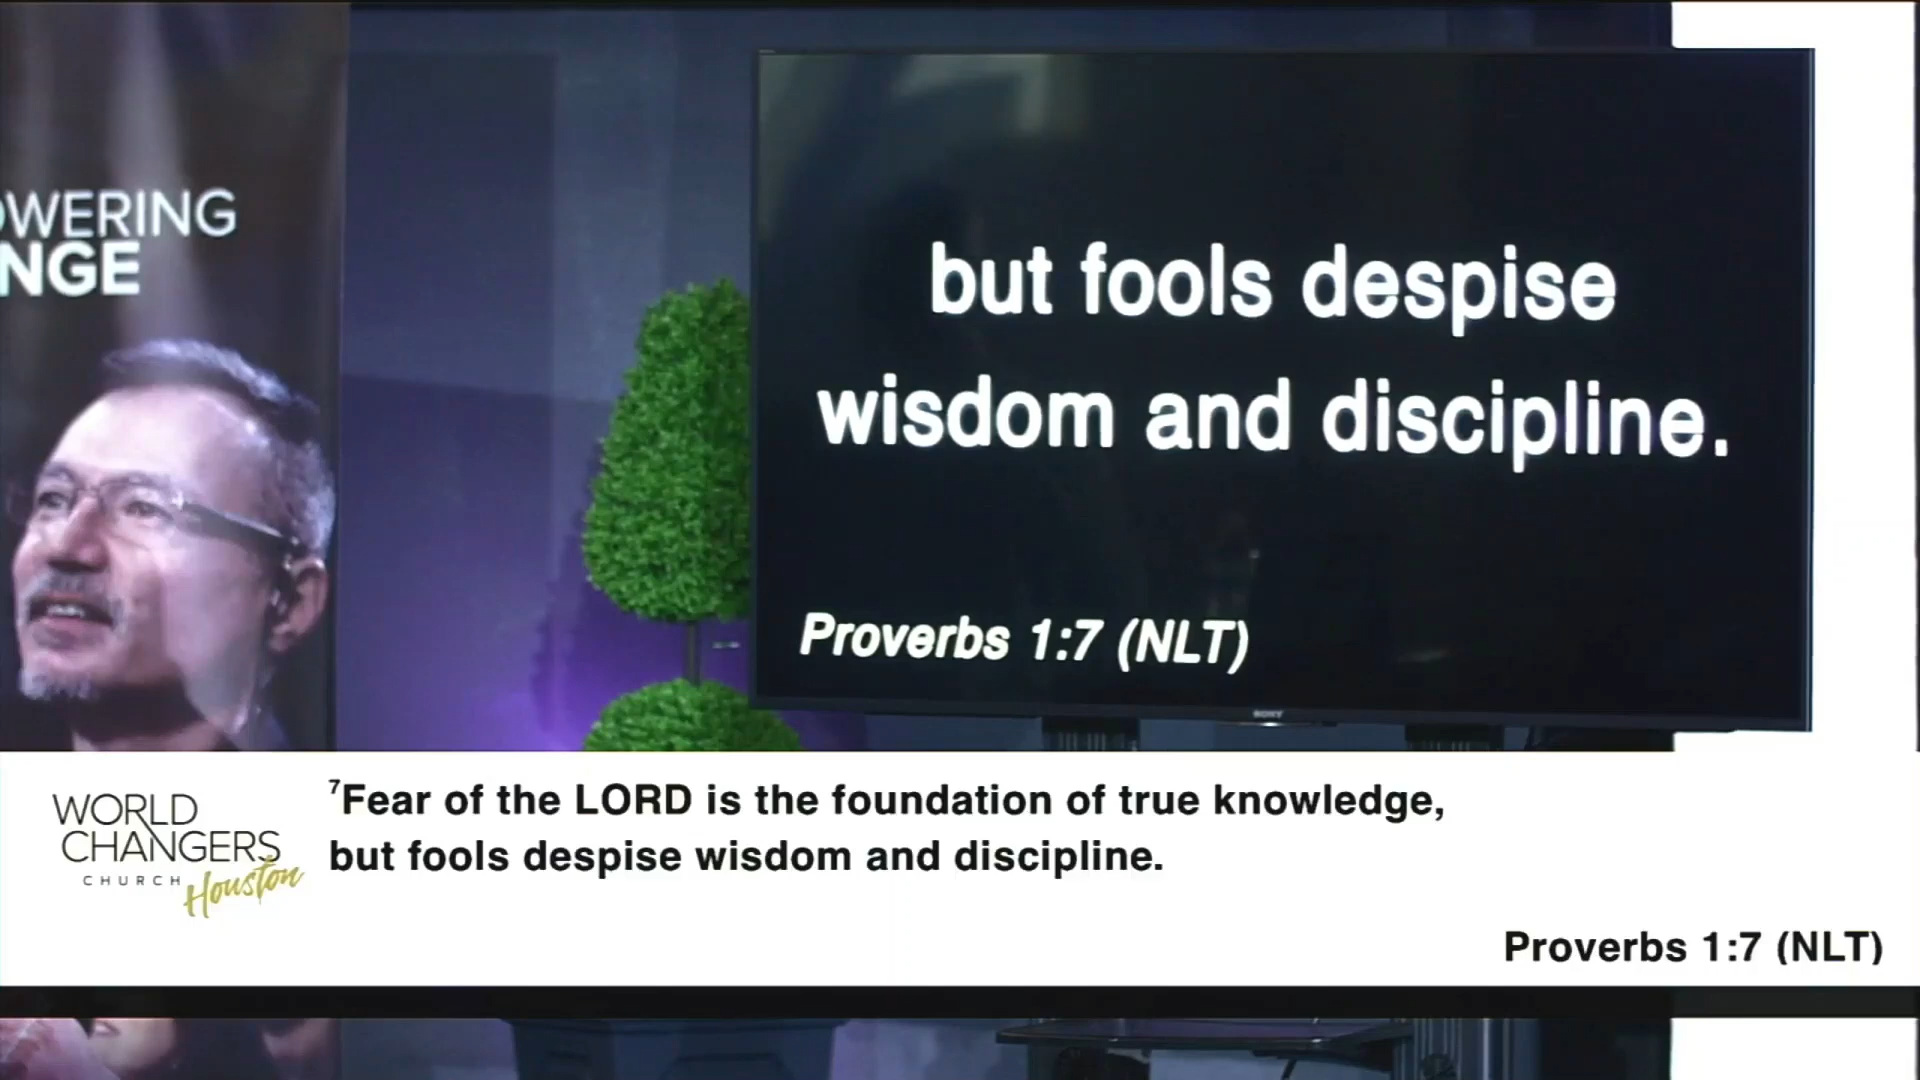 OWERING
NGE
but fools despise
wisdom and discipline.
Proverbs 1:7 (NLT)
SONY
WORLD
CHANGERS
CHURCH
Houston
⁷Fear of the LORD is the foundation of true knowledge,
but fools despise wisdom and discipline.
Proverbs 1:7 (NLT)